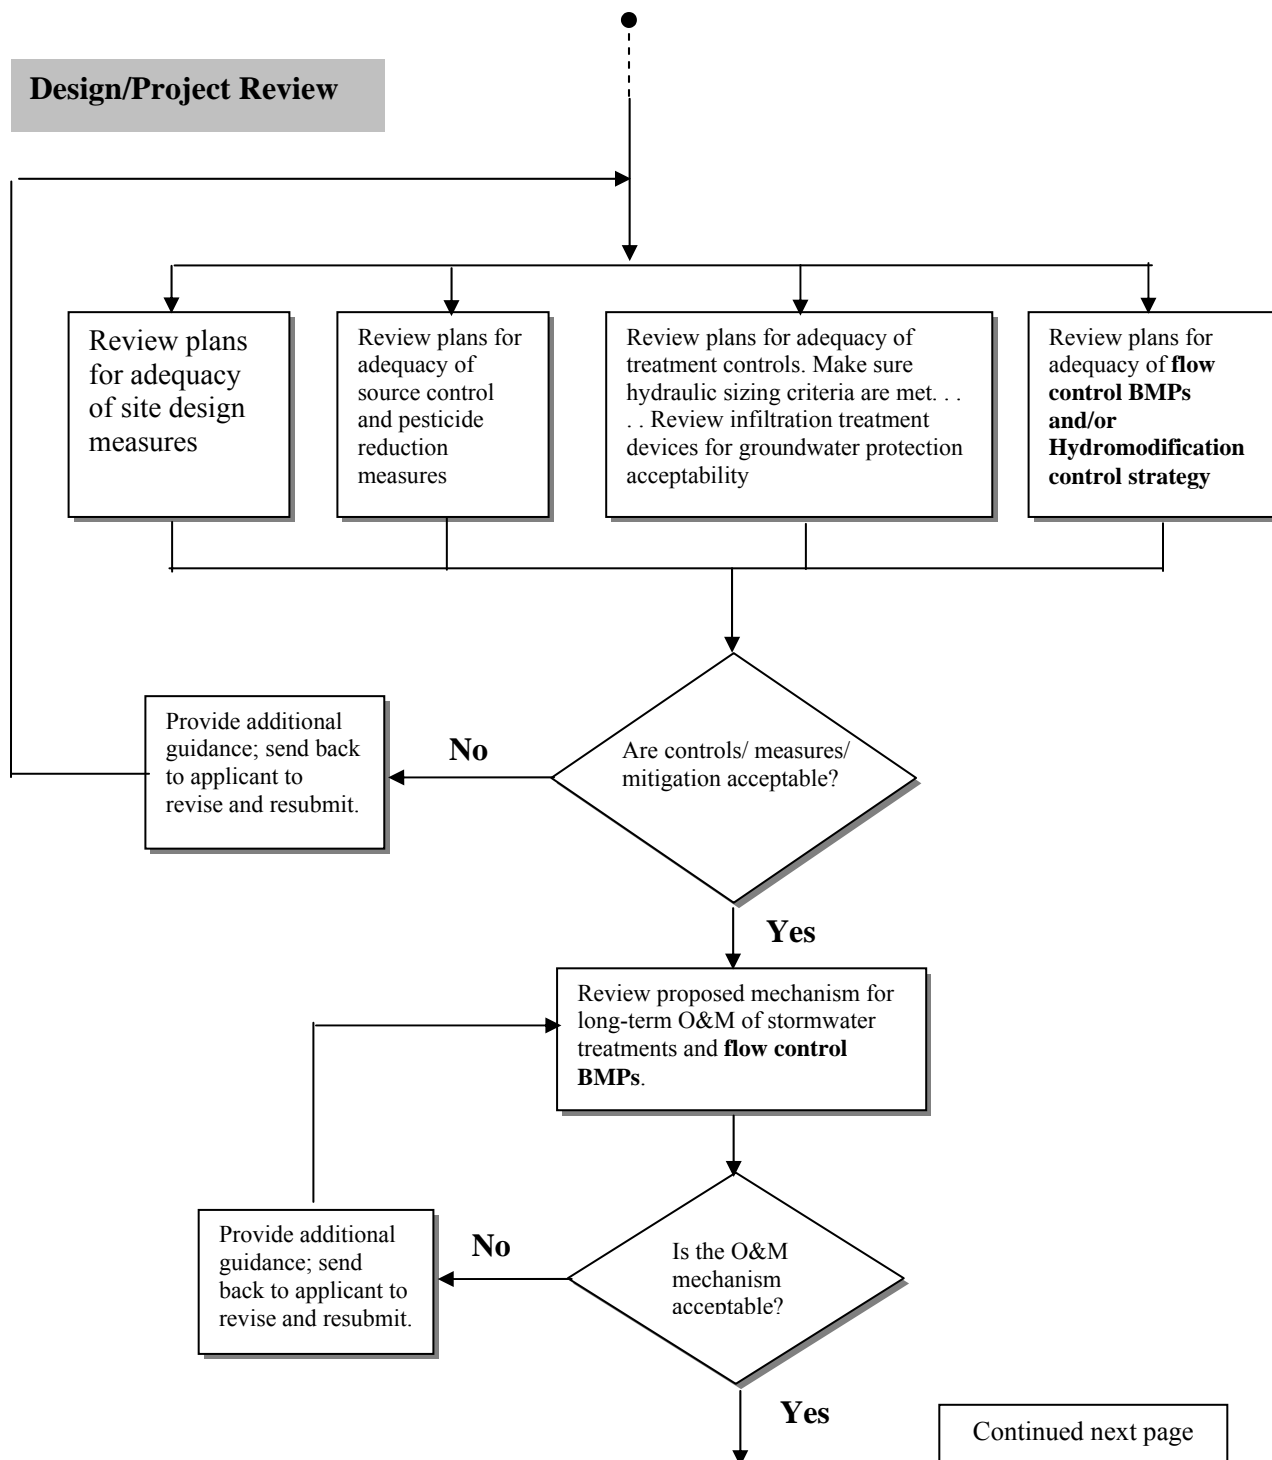 Design/Project Review
Review plans
for adequacy
of site design
measures
Review plans for
adequacy of
source control
and pesticide
reduction
measures
Review plans for adequacy of
treatment controls. Make sure
hydraulic sizing criteria are met. . .
. . Review infiltration treatment
devices for groundwater protection
acceptability
Review plans for
adequacy of flow
control BMPs
and/or
Hydromodification
control strategy
Are controls/ measures/
mitigation acceptable?
No
Provide additional
guidance; send back
to applicant to
revise and resubmit.
Yes
Review proposed mechanism for
long-term O&M of stormwater
treatments and flow control
BMPs.
Is the O&M
mechanism
acceptable?
No
Provide additional
guidance; send
back to applicant to
revise and resubmit.
Yes
Continued next page